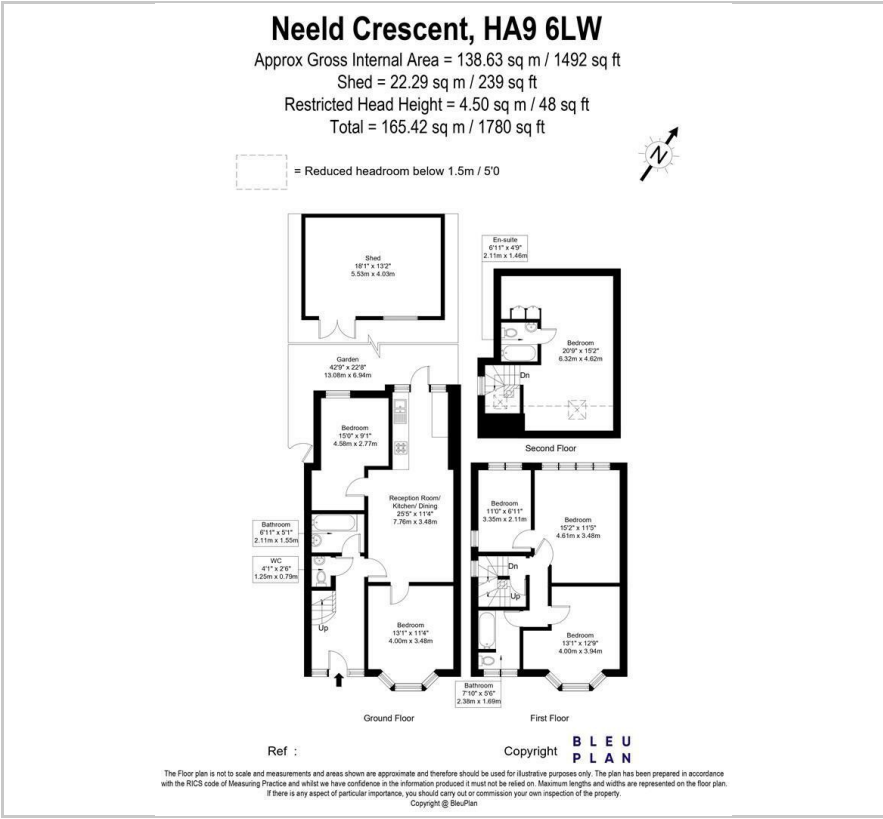 Neeld Crescent, HA9 6LW
Approx Gross Internal Area = 138.63 sq m / 1492 sq ft
Shed = 22.29 sq m / 239 sq ft
Restricted Head Height = 4.50 sq m / 48 sq ft
Total = 165.42 sq m / 1780 sq ft
= Reduced headroom below 1.5m / 5'0
N
Shed
18'1" x 13'2"
5.53m x 4.03m
Garden
42'9" x 22'8"
13.08m x 6.94m
Bedroom
15'0" x 9'1"
4.58m x 2.77m
Reception Room/
Kitchen/ Dining
25'5" x 11'4"
7.76m x 3.48m
Bathroom
6'11" x 5'1"
2.11m x 1.55m
WC
4'1" x 2'6"
1.25m x 0.79m
Up
Bedroom
13'1" x 11'4"
4.00m x 3.48m
Ground Floor
En-suite
6'11" x 4'9"
2.11m x 1.46m
Bedroom
20'9" x 15'2"
6.32m x 4.62m
Dn
Second Floor
Bedroom
11'0" x 6'11"
3.35m x 2.11m
Bedroom
15'2" x 11'5"
4.61m x 3.48m
Dn
Up
Bedroom
13'1" x 12'9"
4.00m x 3.94m
Bathroom
7'10" x 5'6"
2.38m x 1.69m
First Floor
Ref :
Copyright
BLEU
PLAN
The Floor plan is not to scale and measurements and areas shown are approximate and therefore should be used for illustrative purposes only. The plan has been prepared in accordance
with the RICS code of Measuring Practice and whilst we have confidence in the information produced it must not be relied on. Maximum lengths and widths are represented on the floor plan.
If there is any aspect of particular importance, you should carry out or commission your own inspection of the property.
Copyright @ BleuPlan